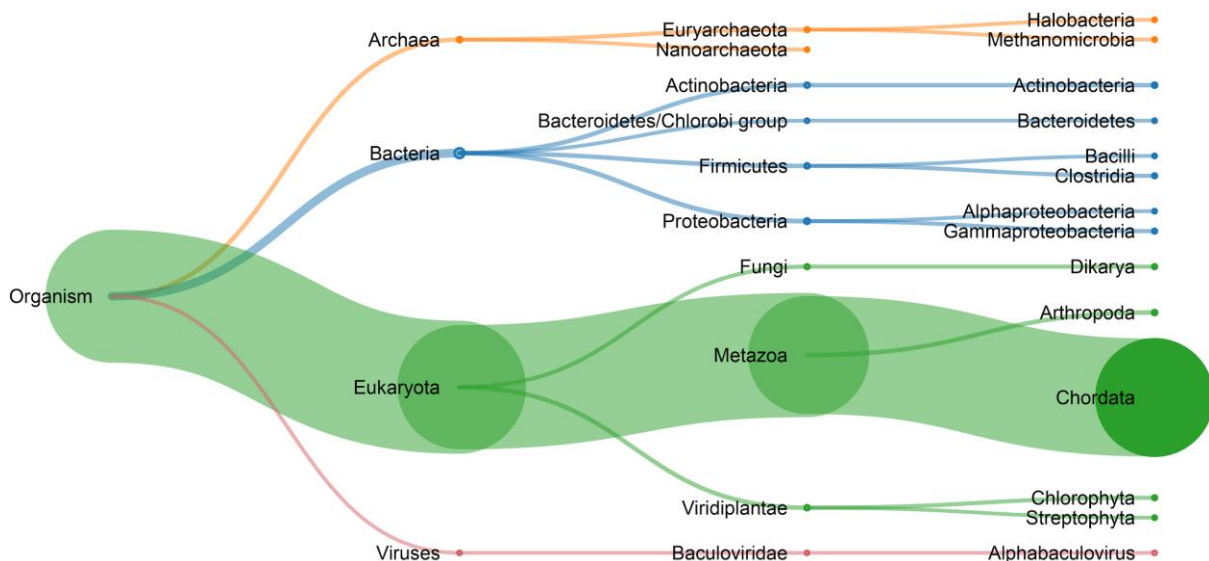 Organism
Archaea
Euryarchaeota
Halobacteria
Methanomicrobia
Nanoarchaeota
Bacteria
Actinobacteria
Actinobacteria
Bacteroidetes/Chlorobi group
Bacteroidetes
Firmicutes
Bacilli
Clostridia
Proteobacteria
Alphaproteobacteria
Gammaproteobacteria
Eukaryota
Fungi
Dikarya
Metazoa
Arthropoda
Chordata
Viridiplantae
Chlorophyta
Streptophyta
Viruses
Baculoviridae
Alphabaculovirus